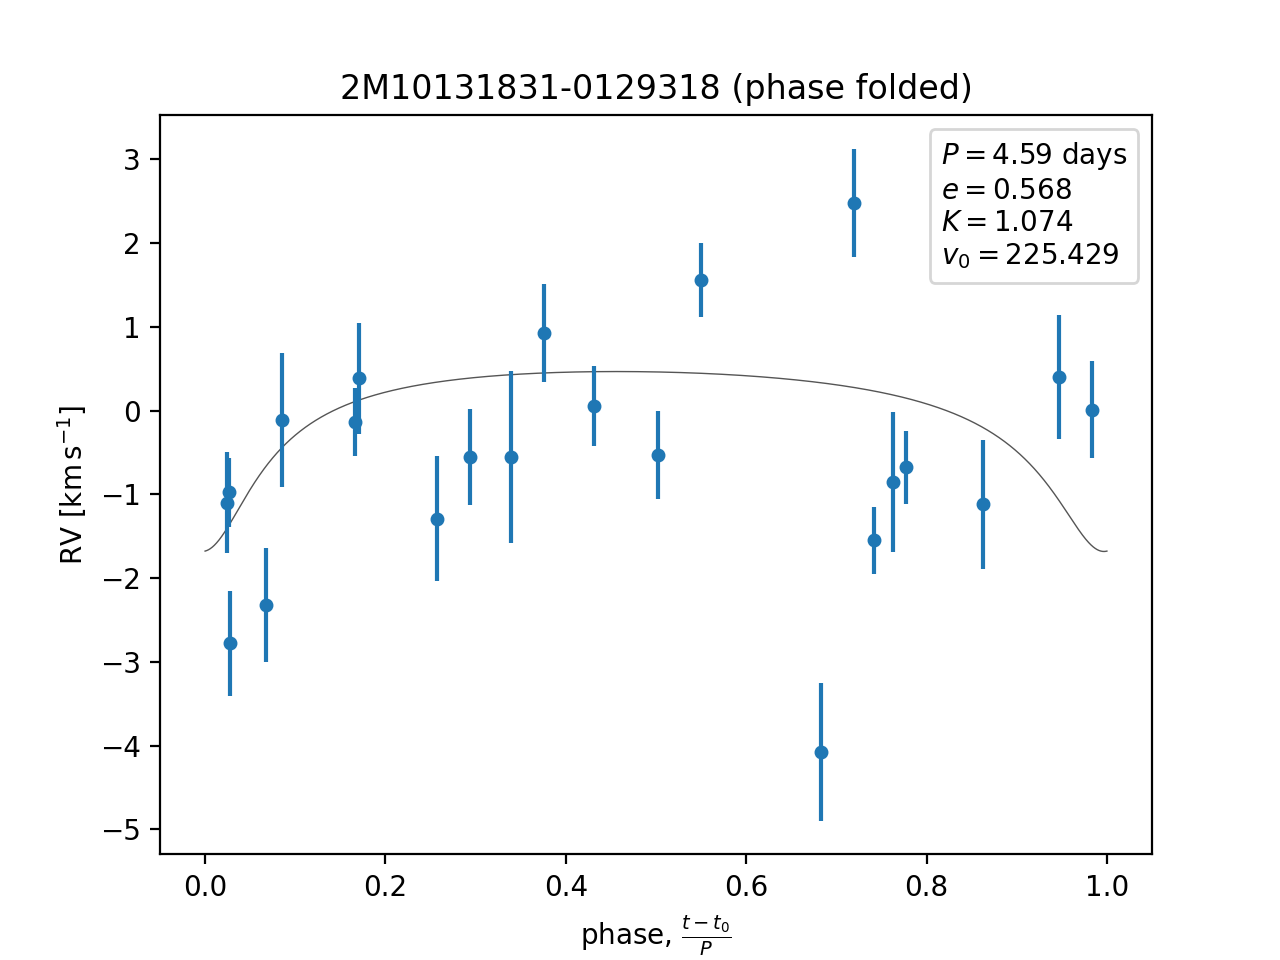 2M10131831-0129318 (phase folded)
P = 4.59 days
e = 0.568
K = 1.074
v₀ = 225.429
3
2
1
0
−1
−2
−3
−4
−5
RV [km s⁻¹]
0.0 0.2 0.4 0.6 0.8 1.0
phase, (t − t₀)/P